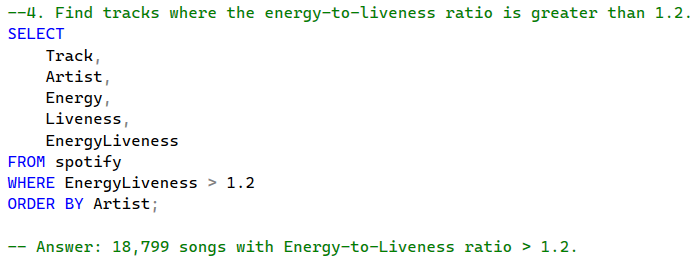 --4. Find tracks where the energy-to-liveness ratio is greater than 1.2.
SELECT
    Track,
    Artist,
    Energy,
    Liveness,
    EnergyLiveness
FROM spotify
WHERE EnergyLiveness > 1.2
ORDER BY Artist;

-- Answer: 18,799 songs with Energy-to-Liveness ratio > 1.2.